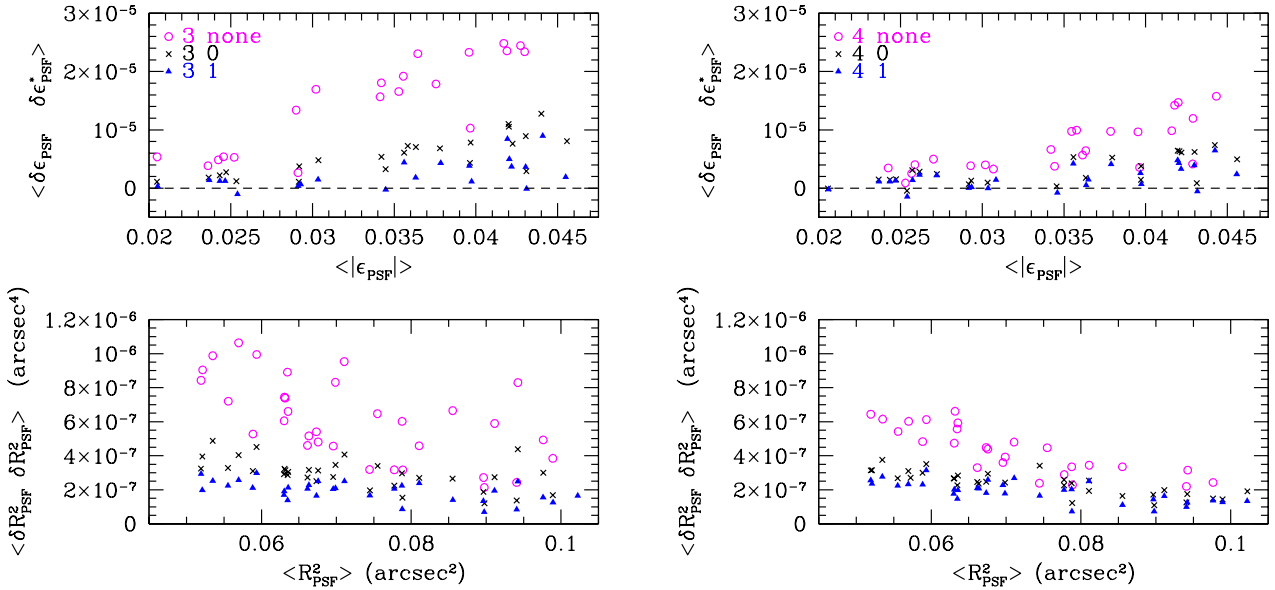 3×10⁻⁵
2×10⁻⁵
10⁻⁵
0
<δϵ_PSF δϵ*_PSF>
3 none
3 0
3 1
0.02 0.025 0.03 0.035 0.04 0.045
<|ϵ_PSF|>
3×10⁻⁵
2×10⁻⁵
10⁻⁵
0
<δϵ_PSF δϵ*_PSF>
4 none
4 0
4 1
0.02 0.025 0.03 0.035 0.04 0.045
<|ϵ_PSF|>
1.2×10⁻⁶
10⁻⁶
8×10⁻⁷
6×10⁻⁷
4×10⁻⁷
2×10⁻⁷
0
<δR²_PSF δR²_PSF> (arcsec⁴)
0.06 0.08 0.1
<R²_PSF> (arcsec²)
1.2×10⁻⁶
10⁻⁶
8×10⁻⁷
6×10⁻⁷
4×10⁻⁷
2×10⁻⁷
0
<δR²_PSF δR²_PSF> (arcsec⁴)
0.06 0.08 0.1
<R²_PSF> (arcsec²)